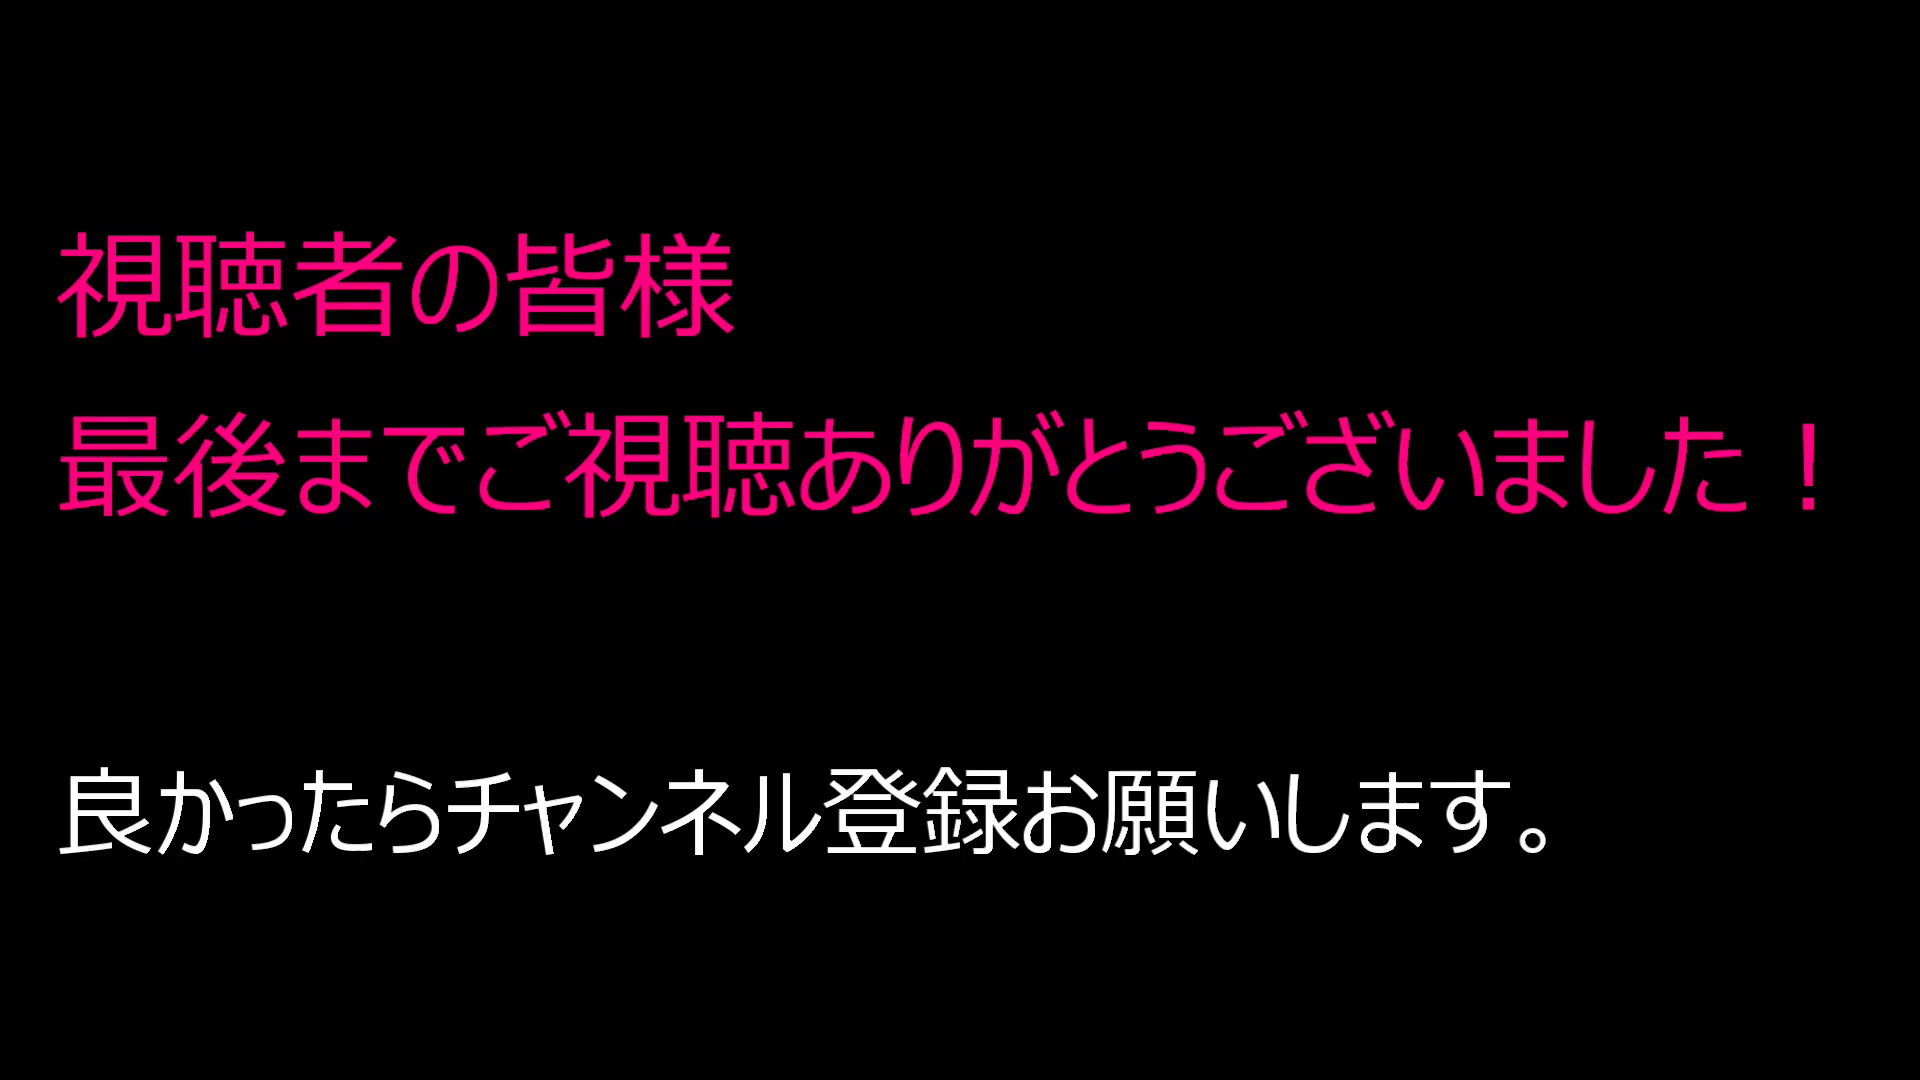 視聴者の皆様
最後までご視聴ありがとうございました！
良かったらチャンネル登録お願いします。